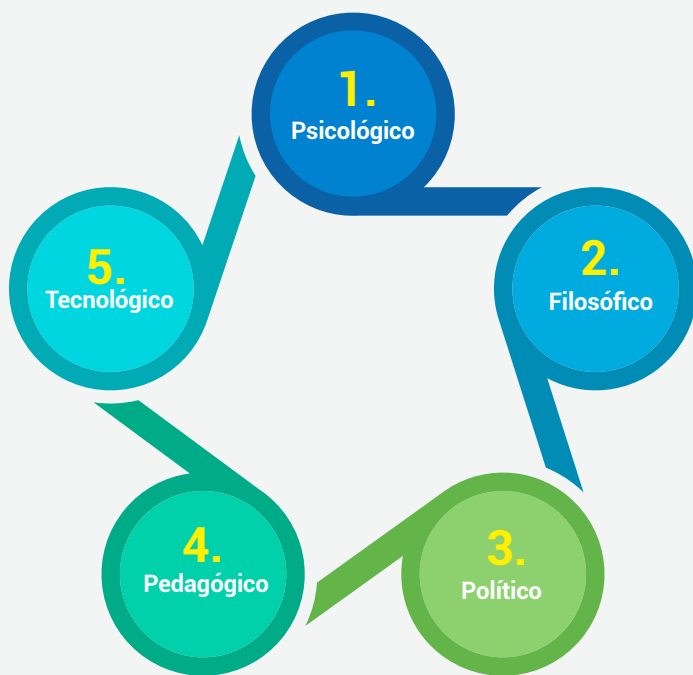 1.
Psicológico
2.
Filosófico
3.
Político
4.
Pedagógico
5.
Tecnológico